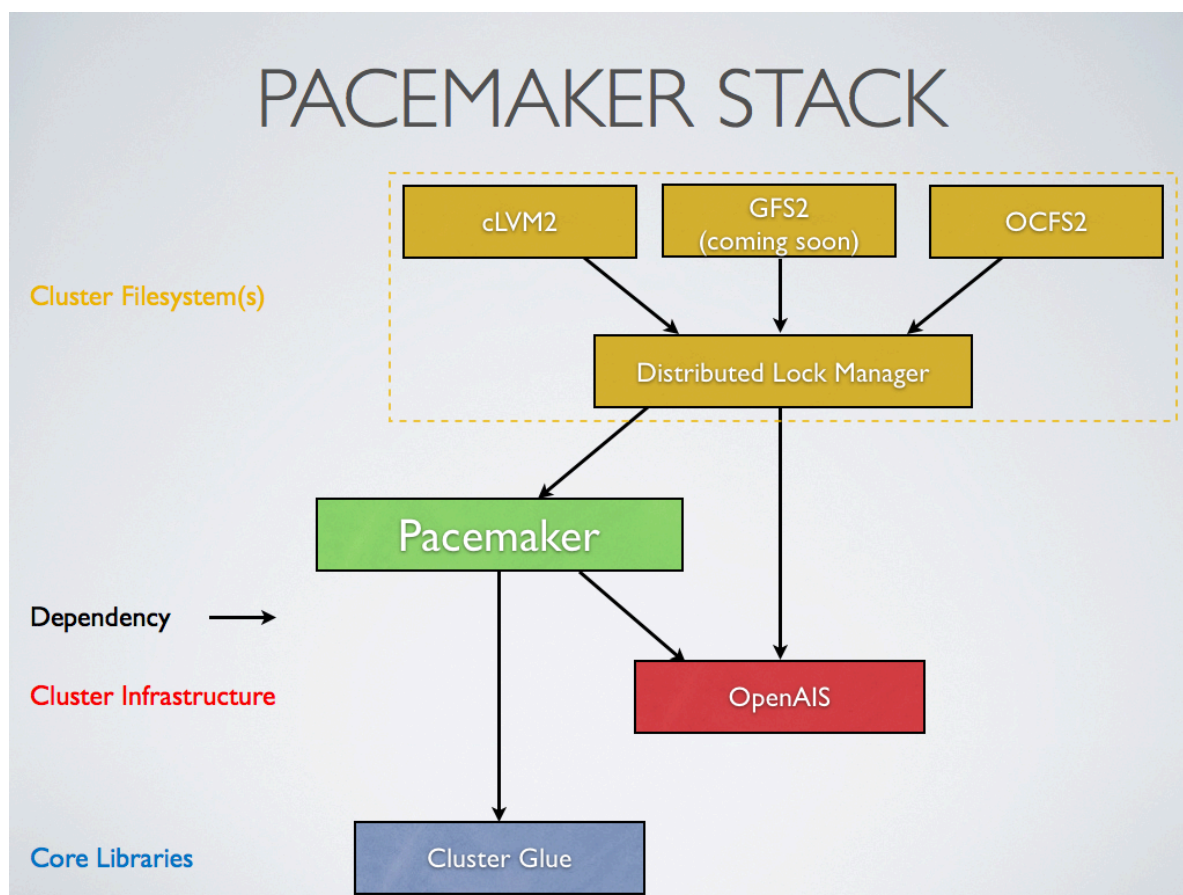 PACEMAKER STACK
cLVM2
GFS2
(coming soon)
OCFS2
Cluster Filesystem(s)
Distributed Lock Manager
Pacemaker
Dependency
Cluster Infrastructure
OpenAIS
Core Libraries
Cluster Glue